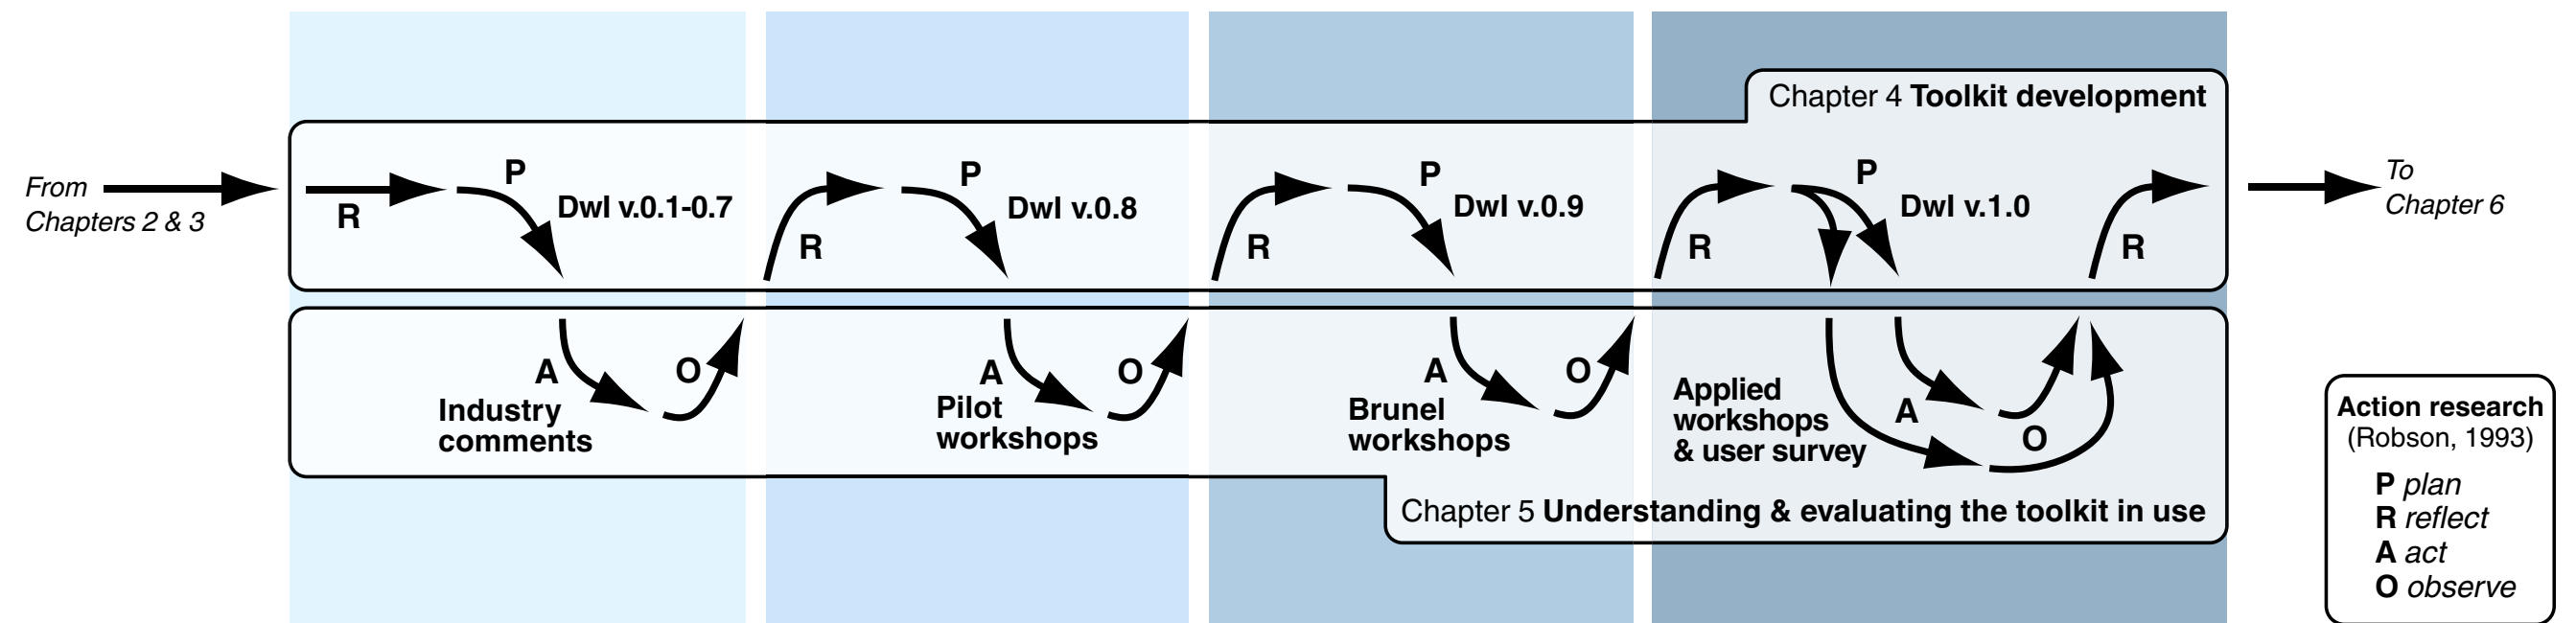 Chapter 4 Toolkit development
From
Chapters 2 & 3
R
P
DwI v.0.1-0.7
R
P
DwI v.0.8
R
P
DwI v.0.9
R
P
DwI v.1.0
R
To
Chapter 6
A
O
Industry
comments
A
O
Pilot
workshops
A
O
Brunel
workshops
Applied
workshops
& user survey
A
O
Chapter 5 Understanding & evaluating the toolkit in use
Action research
(Robson, 1993)
P plan
R reflect
A act
O observe